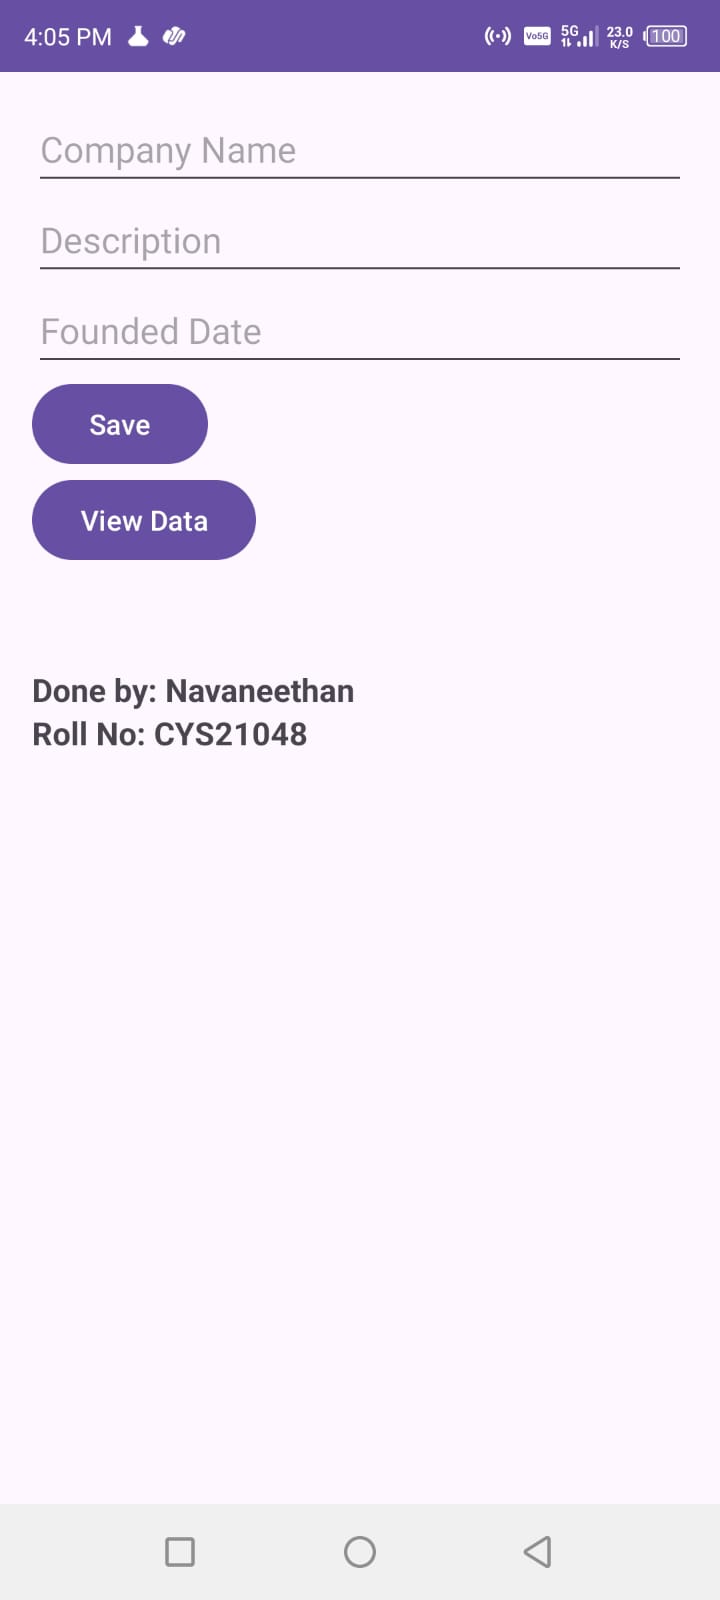 4:05 PM Vo5G 5G 23.0 K/S 100
Company Name
Description
Founded Date
Save
View Data
Done by: Navaneethan
Roll No: CYS21048